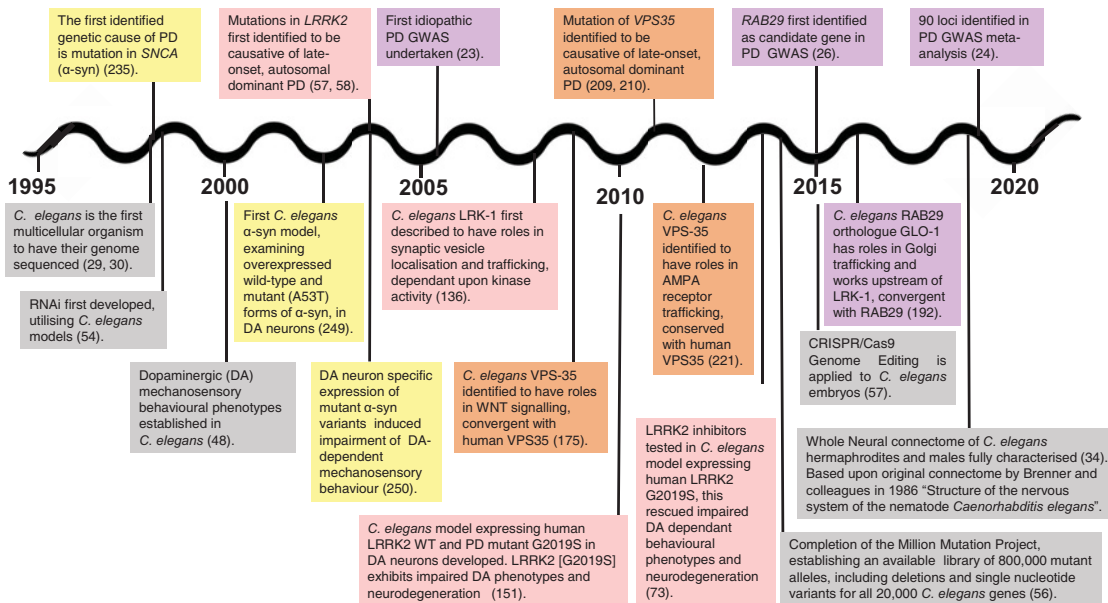 The first identified
genetic cause of PD
is mutation in SNCA
(α-syn) (235).
Mutations in LRRK2
first identified to be
causative of late-
onset, autosomal
dominant PD (57, 58).
First idiopathic
PD GWAS
undertaken (23).
Mutation of VPS35
identified to be
causative of late-onset,
autosomal dominant
PD (209, 210).
RAB29 first identified
as candidate gene in
PD GWAS (26).
90 loci identified in
PD GWAS meta-
analysis (24).
1995
2000
2005
2010
2015
2020
C. elegans is the first
multicellular organism
to have their genome
sequenced (29, 30).
RNAi first developed,
utilising C. elegans
models (54).
Dopaminergic (DA)
mechanosensory
behavioural phenotypes
established in
C. elegans (48).
First C. elegans
α-syn model,
examining
overexpressed
wild-type and
mutant (A53T)
forms of α-syn, in
DA neurons (249).
DA neuron specific
expression of
mutant α-syn
variants induced
impairment of DA-
dependent
mechanosensory
behaviour (250).
C. elegans LRK-1 first
described to have roles in
synaptic vesicle
localisation and trafficking,
dependant upon kinase
activity (136).
C. elegans VPS-35
identified to have roles
in WNT signalling,
convergent with
human VPS35 (175).
C. elegans model expressing human
LRRK2 WT and PD mutant G2019S in
DA neurons developed. LRRK2 [G2019S]
exhibits impaired DA phenotypes and
neurodegeneration (151).
C. elegans
VPS-35
identified to
have roles in
AMPA
receptor
trafficking,
conserved
with human
VPS35 (221).
LRRK2 inhibitors
tested in C. elegans
model expressing
human LRRK2
G2019S, this
rescued impaired
DA dependant
behavioural
phenotypes and
neurodegeneration
(73).
C. elegans RAB29
orthologue GLO-1
has roles in Golgi
trafficking and
works upstream of
LRK-1, convergent
with RAB29 (192).
CRISPR/Cas9
Genome Editing is
applied to C. elegans
embryos (57).
Whole Neural connectome of C. elegans
hermaphrodites and males fully characterised (34).
Based upon original connectome by Brenner and
colleagues in 1986 “Structure of the nervous
system of the nematode Caenorhabditis elegans”.
Completion of the Million Mutation Project,
establishing an available library of 800,000 mutant
alleles, including deletions and single nucleotide
variants for all 20,000 C. elegans genes (56).